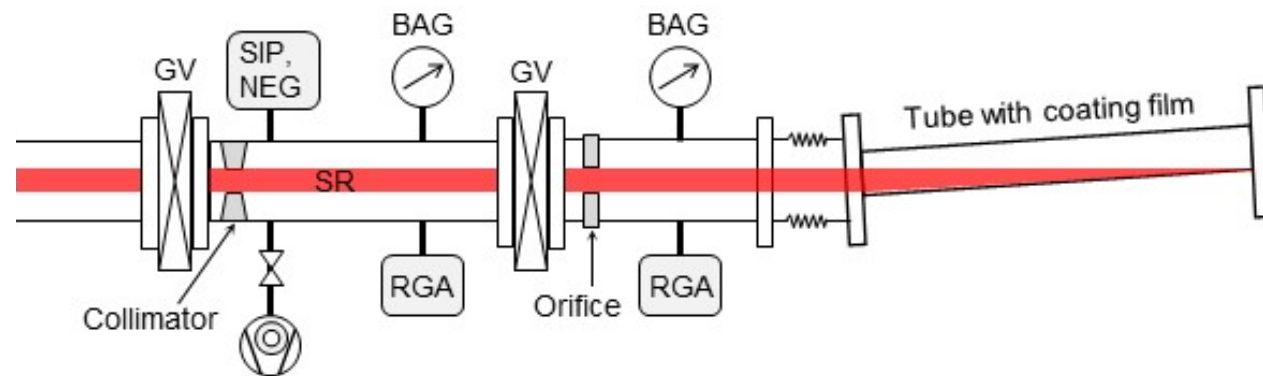 BAG
BAG
SIP,
NEG
GV
GV
Tube with coating film
SR
RGA
RGA
Collimator
Orifice